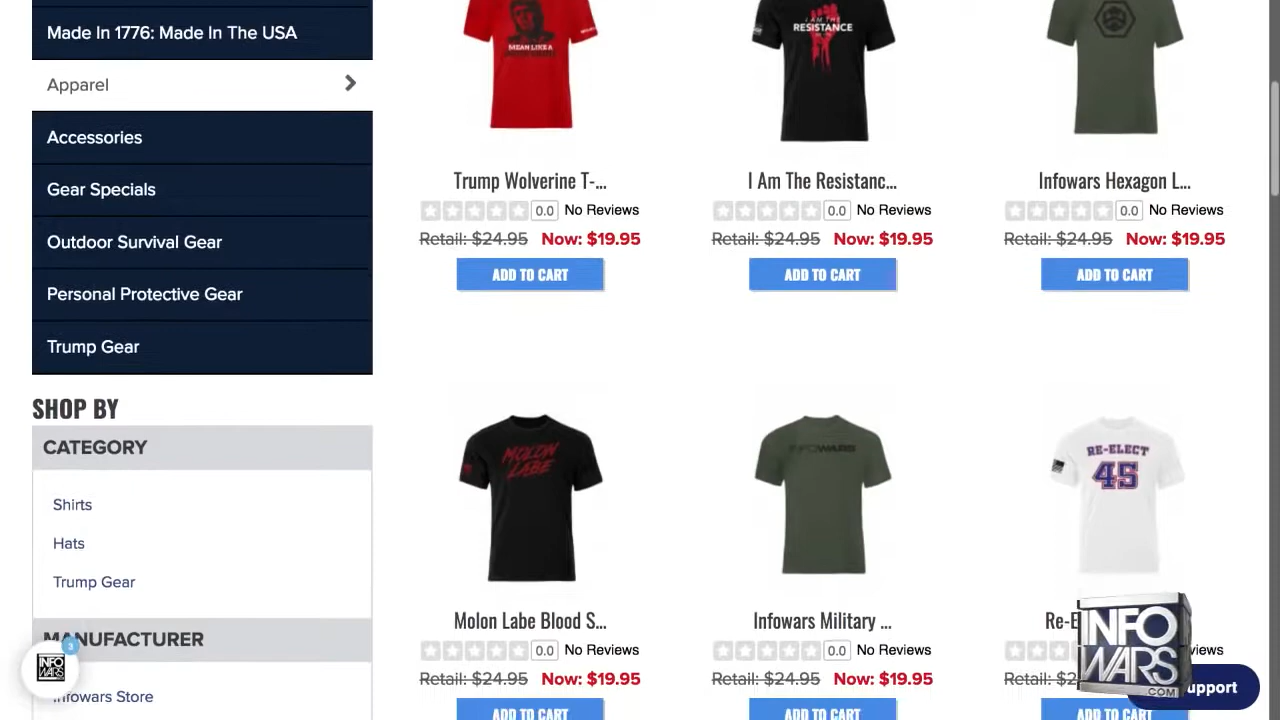 Made In 1776: Made In The USA
Apparel
Accessories
Gear Specials
Outdoor Survival Gear
Personal Protective Gear
Trump Gear
SHOP BY
CATEGORY
Shirts
Hats
Trump Gear
MANUFACTURER
Infowars Store
MEAN LIKE A
I AM THE
RESISTANCE
Trump Wolverine T-...
I Am The Resistanc...
Infowars Hexagon L...
0.0 No Reviews
0.0 No Reviews
0.0 No Reviews
Retail: $24.95 Now: $19.95
Retail: $24.95 Now: $19.95
Retail: $24.95 Now: $19.95
ADD TO CART
ADD TO CART
ADD TO CART
MOLON
LABE
INFOWARS
RE-ELECT
45
Molon Labe Blood S...
Infowars Military ...
Re-E
0.0 No Reviews
0.0 No Reviews
Retail: $24.95 Now: $19.95
Retail: $24.95 Now: $19.95
Retail: $2
ADD TO CART
ADD TO CART
ADD TO CART
INFO
WARS
.COM
upport
INFO
WARS